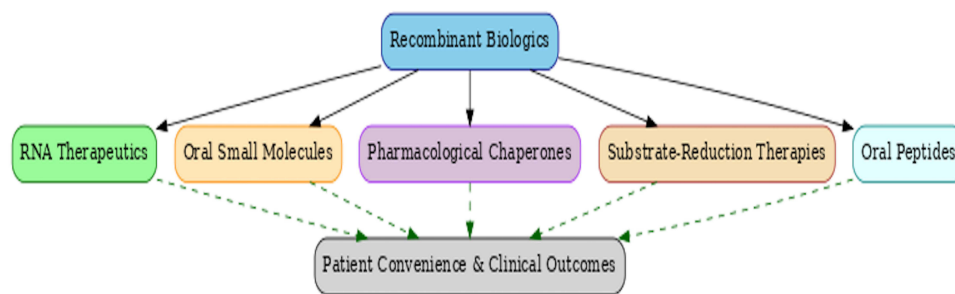 Recombinant Biologics
RNA Therapeutics
Oral Small Molecules
Pharmacological Chaperones
Substrate-Reduction Therapies
Oral Peptides
Patient Convenience & Clinical Outcomes